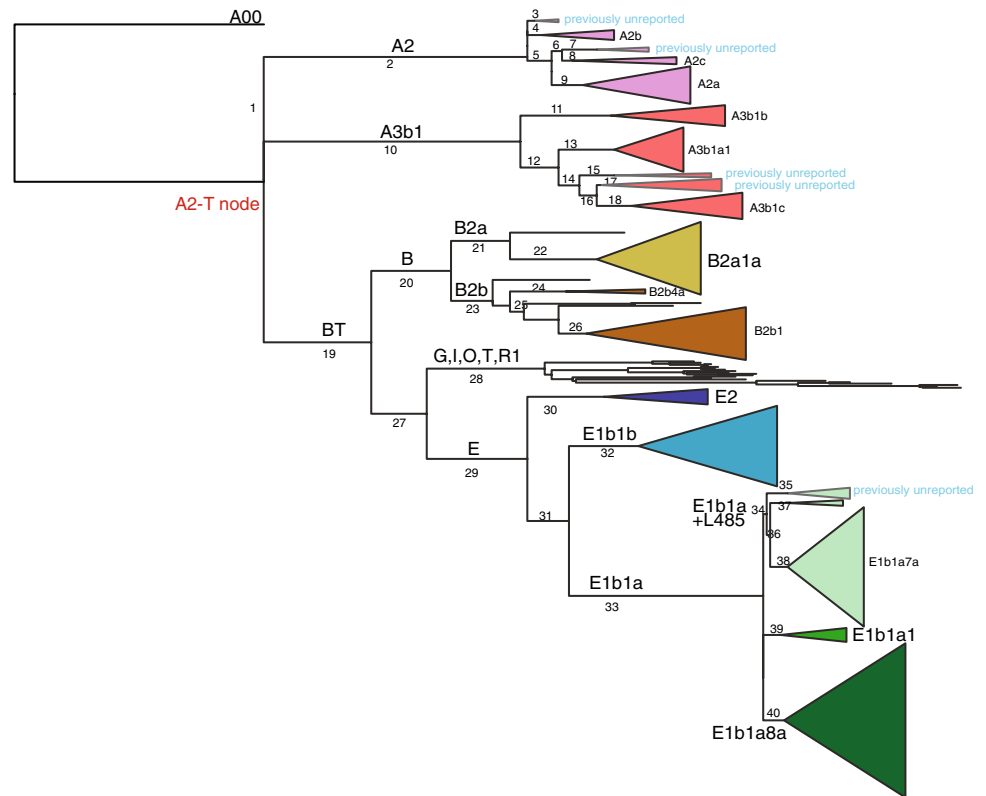 A00
3
previously unreported
4
A2b
A2
2
5
6
7
previously unreported
8
A2c
9
A2a
1
11
A3b1b
A3b1
10
12
13
A3b1a1
14
15
previously unreported
17
previously unreported
16
18
A3b1c
A2-T node
B2a
21
22
B2a1a
B
20
B2b
23
24
B2b4a
25
26
B2b1
BT
19
G,I,O,T,R1
28
27
30
E2
E
29
E1b1b
32
31
35
previously unreported
E1b1a
+L485
34
37
36
38
E1b1a7a
E1b1a
33
39
E1b1a1
40
E1b1a8a